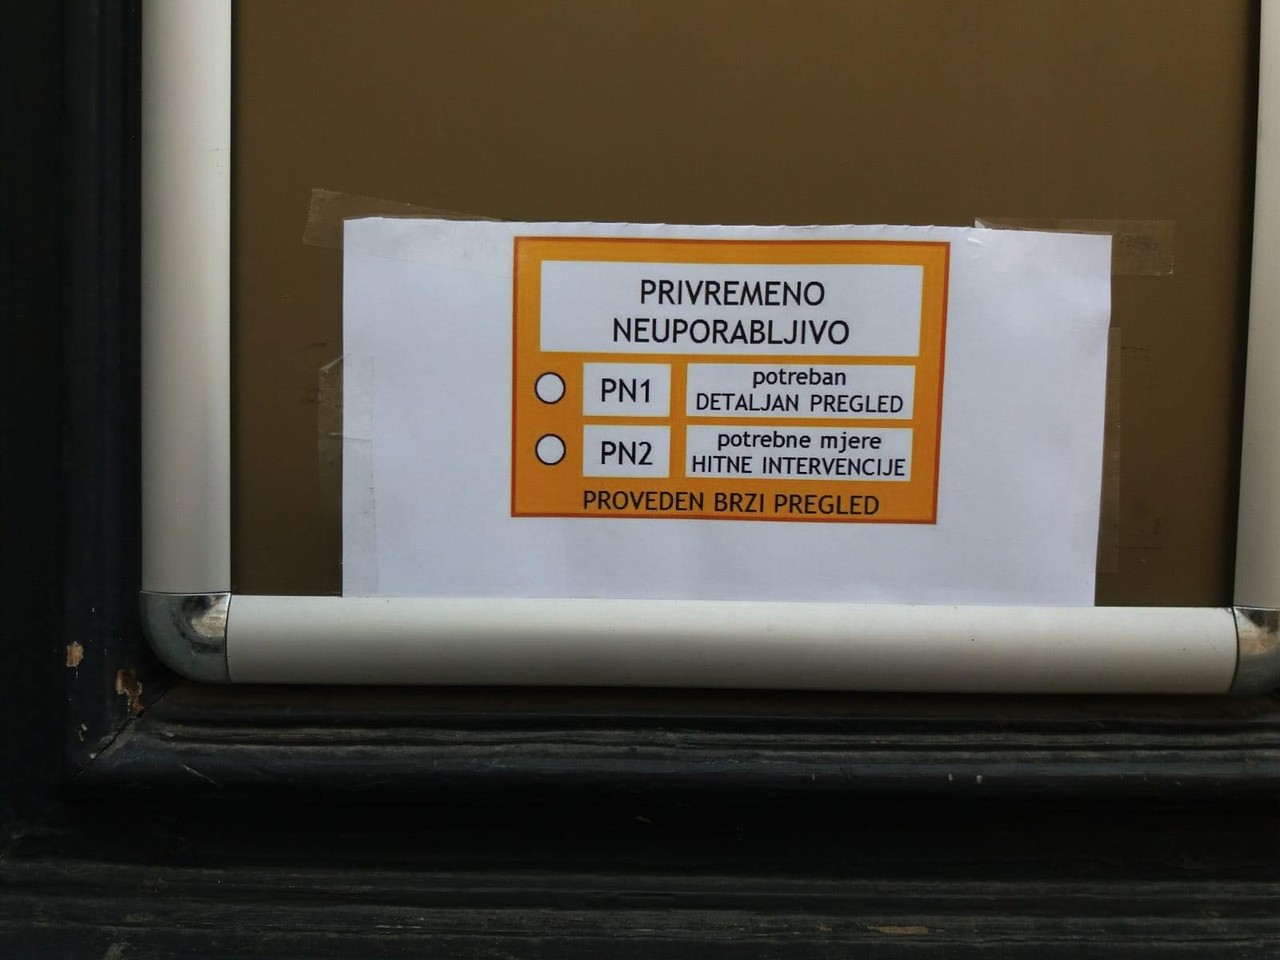 PRIVREMENO
NEUPORABLJIVO
PN1
potreban
DETALJAN PREGLED
PN2
potrebne mjere
HITNE INTERVENCIJE
PROVEDEN BRZI PREGLED